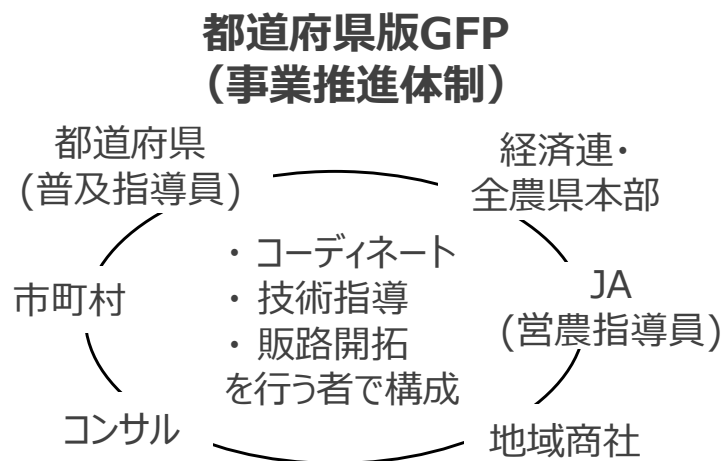 都道府県版GFP
（事業推進体制）
都道府県
(普及指導員)
経済連・
全農県本部
・コーディネート
・技術指導
・販路開拓
を行う者で構成
市町村
JA
(営農指導員)
コンサル
地域商社